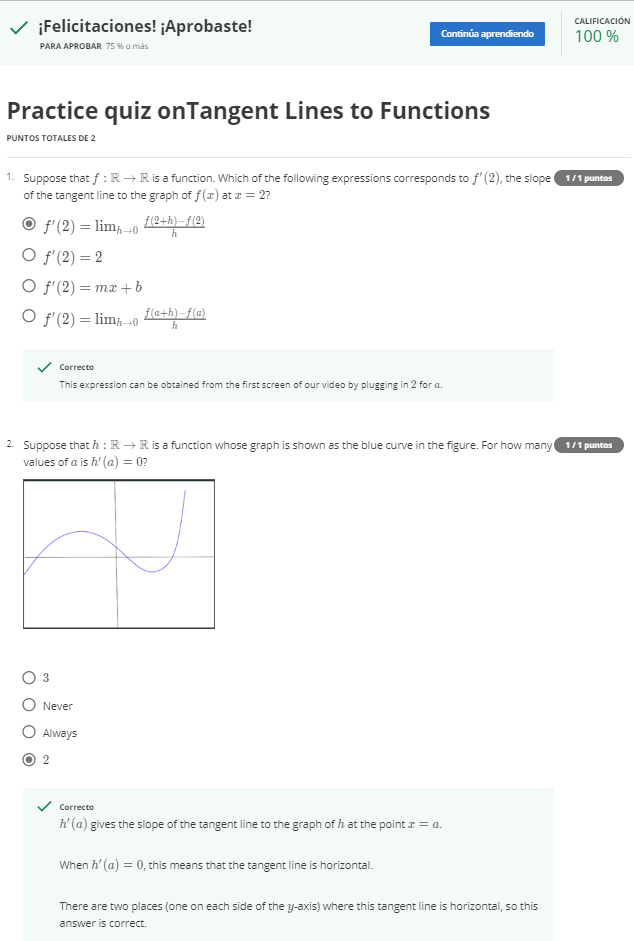 ¡Felicitaciones! ¡Aprobaste!
PARA APROBAR 75 % o más
Continúa aprendiendo
CALIFICACIÓN
100 %
Practice quiz onTangent Lines to Functions
PUNTOS TOTALES DE 2
1. Suppose that f : ℝ → ℝ is a function. Which of the following expressions corresponds to f′(2), the slope
1 / 1 puntos
of the tangent line to the graph of f(x) at x = 2?
f′(2) = lim_{h→0} \frac{f(2+h)−f(2)}{h}
f′(2) = 2
f′(2) = mx + b
f′(2) = lim_{h→0} \frac{f(a+h)−f(a)}{h}
Correcto
This expression can be obtained from the first screen of our video by plugging in 2 for a.
2. Suppose that h : ℝ → ℝ is a function whose graph is shown as the blue curve in the figure. For how many
1 / 1 puntos
values of a is h′(a) = 0?
3
Never
Always
2
Correcto
h′(a) gives the slope of the tangent line to the graph of h at the point x = a.
When h′(a) = 0, this means that the tangent line is horizontal.
There are two places (one on each side of the y-axis) where this tangent line is horizontal, so this
answer is correct.